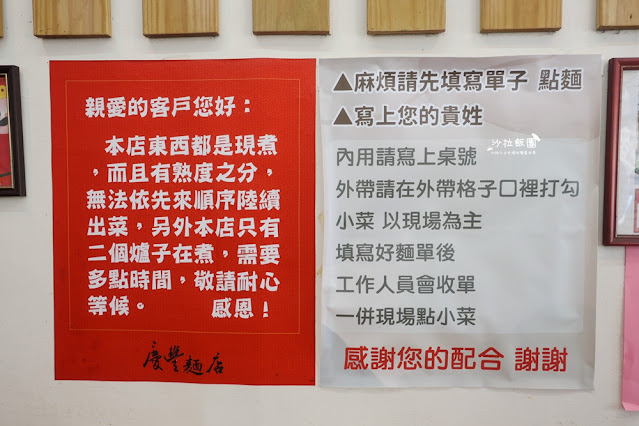 親愛的客戶您好：
本店東西都是現煮
，而且有熟度之分，
無法依先來順序陸續
出菜，另外本店只有
二個爐子在煮，需要
多點時間，敬請耐心
等候。 感恩！
慶豐麵店
▲麻煩請先填寫單子 點麵
▲寫上您的貴姓
內用請寫上桌號
外帶請在外帶格子口裡打勾
小菜 以現場為主
填寫好麵單後
工作人員會收單
一併現場點小菜
感謝您的配合 謝謝
沙拉飯團